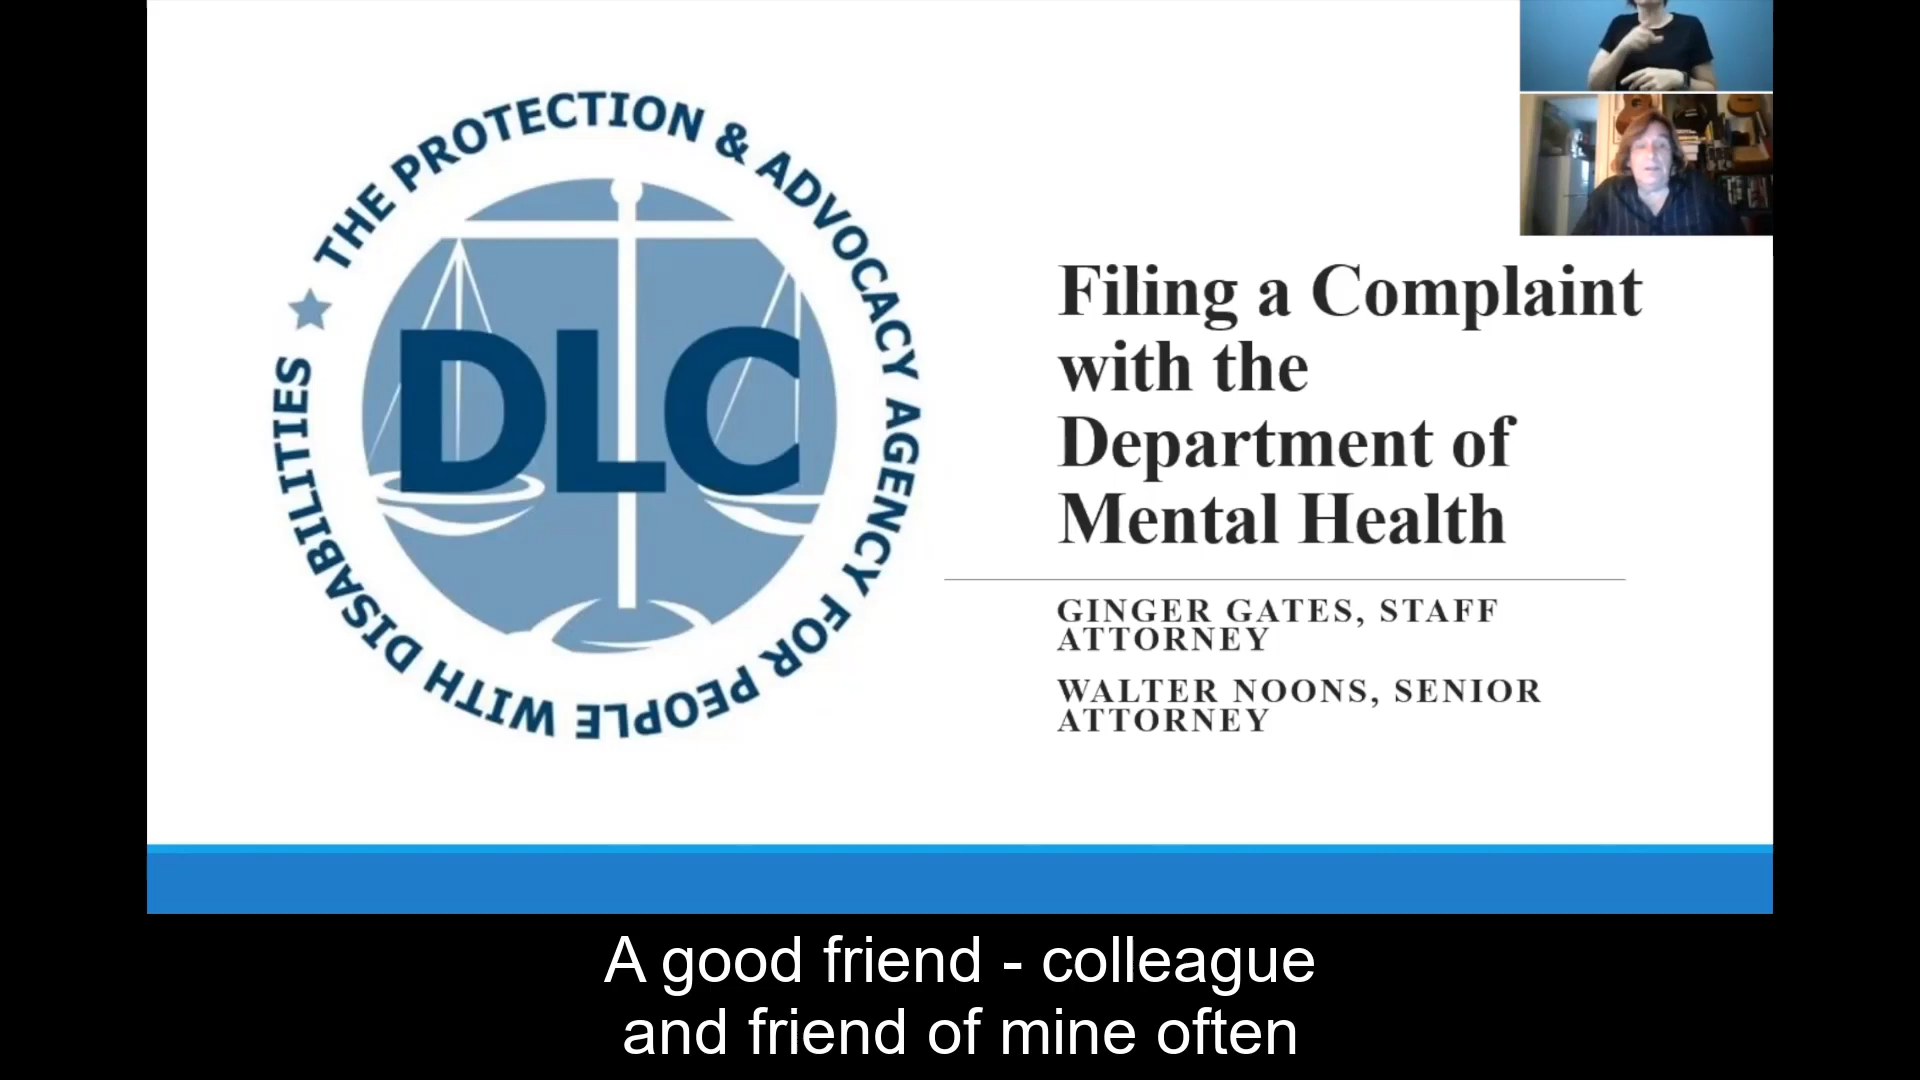 THE PROTECTION & ADVOCACY AGENCY FOR PEOPLE WITH DISABILITIES
DLC
Filing a Complaint
with the
Department of
Mental Health
GINGER GATES, STAFF
ATTORNEY
WALTER NOONS, SENIOR
ATTORNEY
A good friend - colleague
and friend of mine often